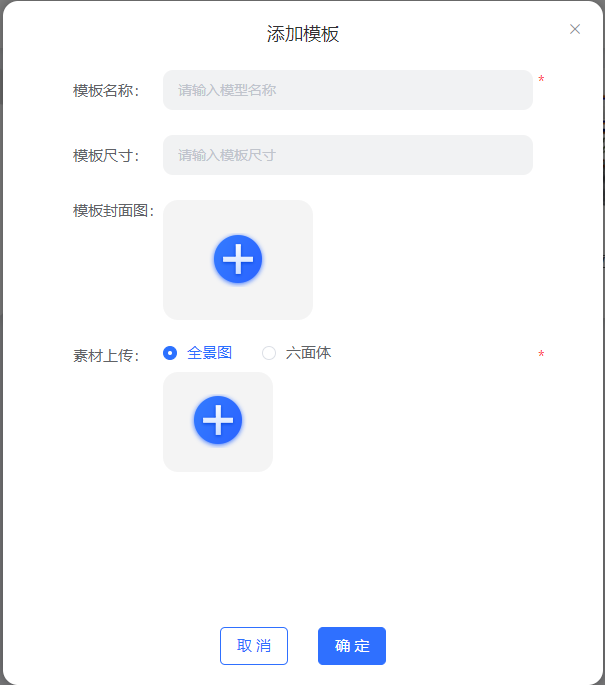 添加模板
模板名称： 请输入模型名称 *
模板尺寸： 请输入模板尺寸
模板封面图：
素材上传： 全景图 六面体 *
取 消 确 定